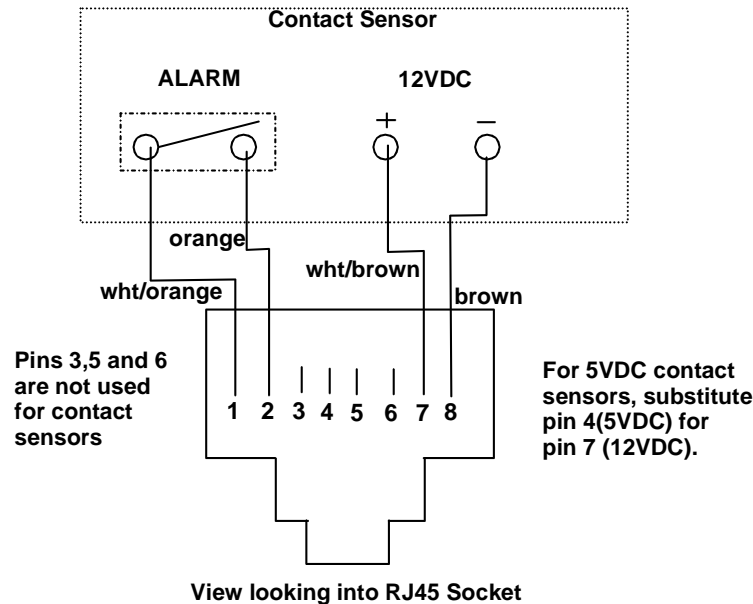 Contact Sensor
ALARM
12VDC
+
–
orange
wht/orange
wht/brown
brown
Pins 3,5 and 6
are not used
for contact
sensors
1 2 3 4 5 6 7 8
For 5VDC contact
sensors, substitute
pin 4(5VDC) for
pin 7 (12VDC).
View looking into RJ45 Socket